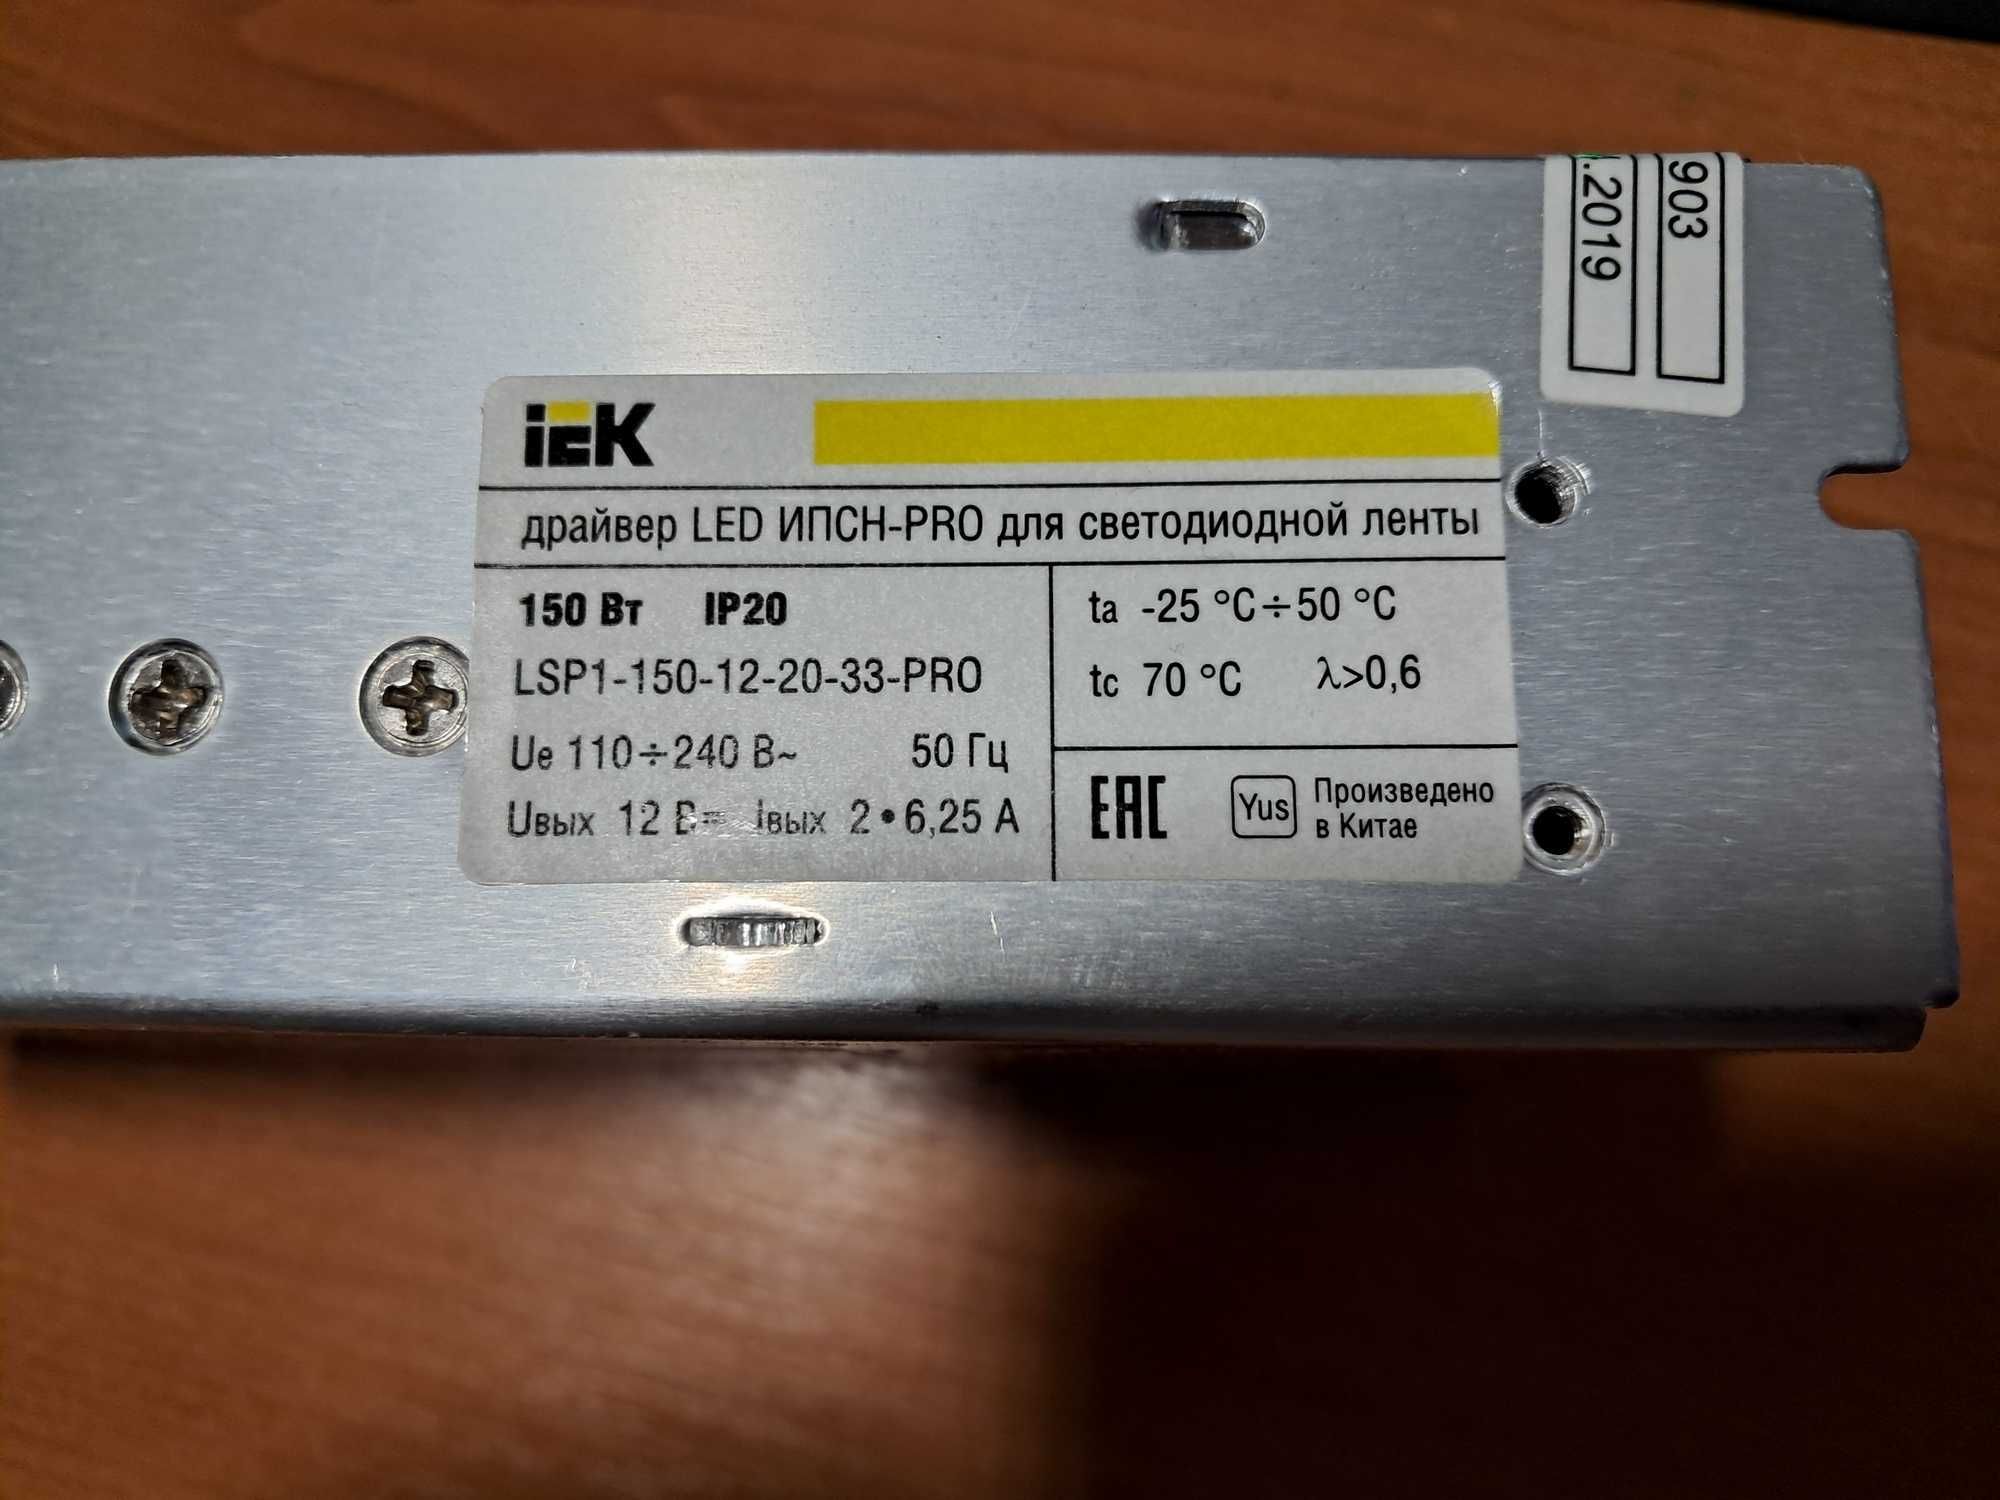 903
.2019
iEK
драйвер LED ИПСН-PRO для светодиодной ленты
150 Вт IP20
LSP1-150-12-20-33-PRO
Ue 110÷240 В~ 50 Гц
Uвых 12 В= Iвых 2•6,25 А
ta -25 °C÷50 °C
tc 70 °C λ>0,6
EAC
Yus
Произведено
в Китае